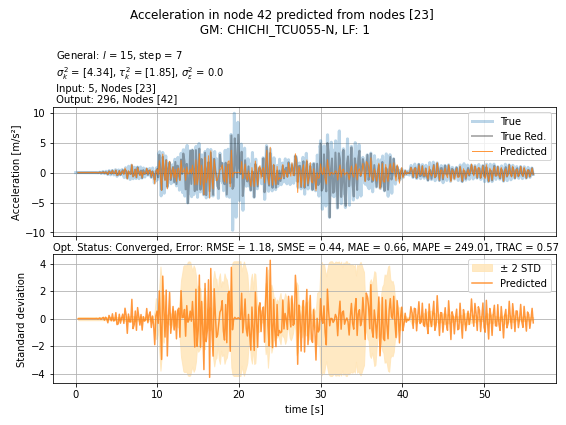 Acceleration in node 42 predicted from nodes [23]
GM: CHICHI_TCU055-N, LF: 1
General: l = 15, step = 7
σ²ₖ = [4.34], τ²ₖ = [1.85], σ²ε = 0.0
Input: 5, Nodes [23]
Output: 296, Nodes [42]
10
5
0
−5
−10
Acceleration [m/s²]
True
True Red.
Predicted
Opt. Status: Converged, Error: RMSE = 1.18, SMSE = 0.44, MAE = 0.66, MAPE = 249.01, TRAC = 0.57
4
2
0
−2
−4
Standard deviation
± 2 STD
Predicted
0 10 20 30 40 50
time [s]